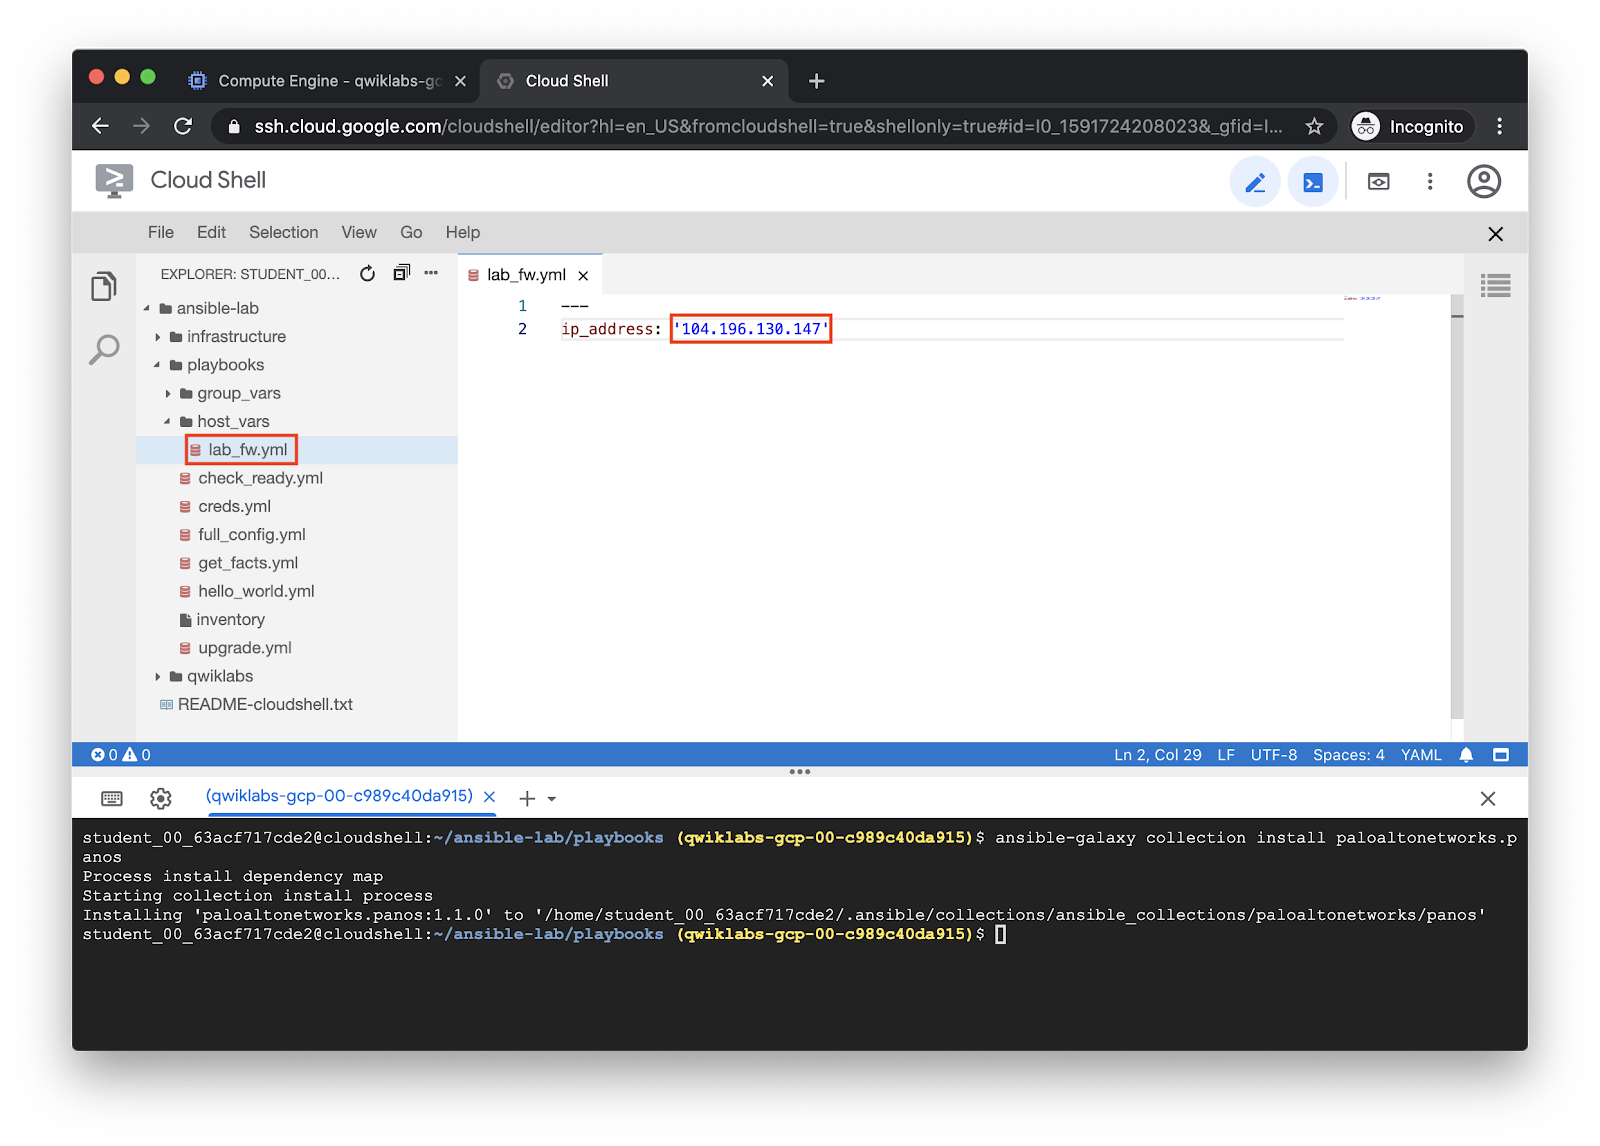 Compute Engine - qwiklabs-gc
Cloud Shell
ssh.cloud.google.com/cloudshell/editor?hl=en_US&fromcloudshell=true&shellonly=true#id=I0_1591724208023&_gfid=I...
Incognito
Cloud Shell
File Edit Selection View Go Help
EXPLORER: STUDENT_00...
lab_fw.yml
ansible-lab
infrastructure
playbooks
group_vars
host_vars
lab_fw.yml
check_ready.yml
creds.yml
full_config.yml
get_facts.yml
hello_world.yml
inventory
upgrade.yml
qwiklabs
README-cloudshell.txt
1 ---
2 ip_address: '104.196.130.147'
0 0
Ln 2, Col 29 LF UTF-8 Spaces: 4 YAML
(qwiklabs-gcp-00-c989c40da915)
student_00_63acf717cde2@cloudshell:~/ansible-lab/playbooks (qwiklabs-gcp-00-c989c40da915)$ ansible-galaxy collection install paloaltonetworks.p
anos
Process install dependency map
Starting collection install process
Installing 'paloaltonetworks.panos:1.1.0' to '/home/student_00_63acf717cde2/.ansible/collections/ansible_collections/paloaltonetworks/panos'
student_00_63acf717cde2@cloudshell:~/ansible-lab/playbooks (qwiklabs-gcp-00-c989c40da915)$